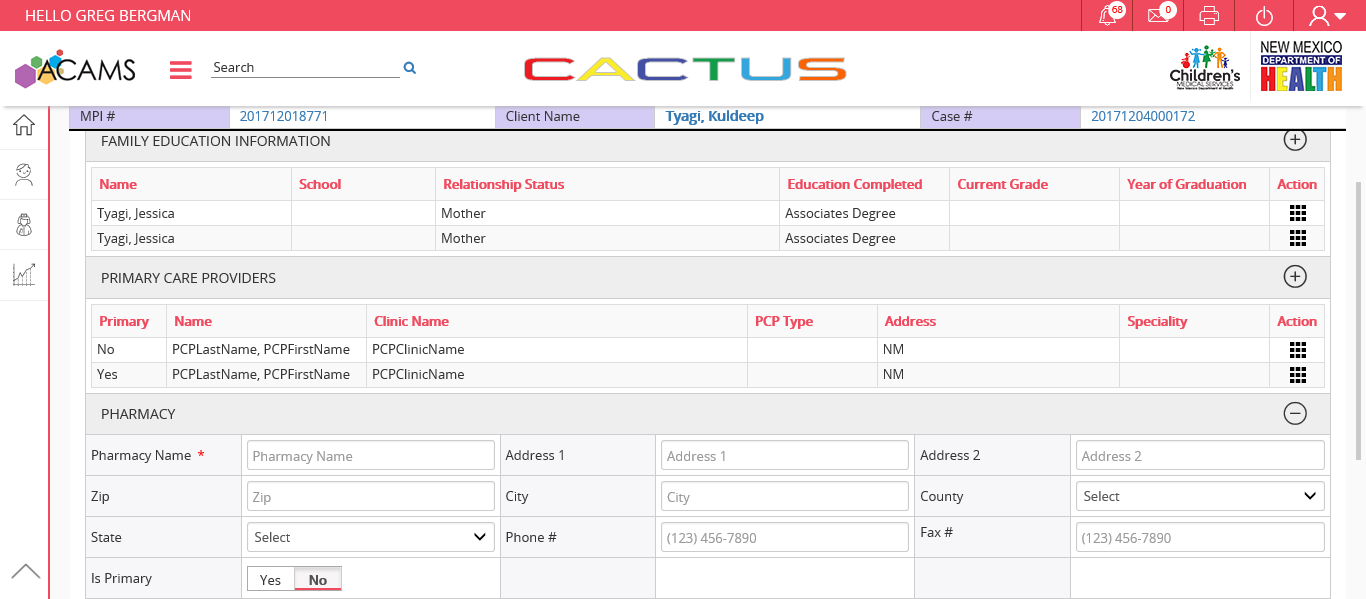 HELLO GREG BERGMAN
68
0
ACAMS
Search
CACTUS
Children's
MEDICAL SERVICES
New Mexico Department of Health
NEW MEXICO
DEPARTMENT OF
HEALTH
MPI # 201712018771 Client Name Tyagi, Kuldeep Case # 20171204000172
FAMILY EDUCATION INFORMATION
Name School Relationship Status Education Completed Current Grade Year of Graduation Action
Tyagi, Jessica Mother Associates Degree
Tyagi, Jessica Mother Associates Degree
PRIMARY CARE PROVIDERS
Primary Name Clinic Name PCP Type Address Speciality Action
No PCPLastName, PCPFirstName PCPClinicName NM
Yes PCPLastName, PCPFirstName PCPClinicName NM
PHARMACY
Pharmacy Name * Pharmacy Name Address 1 Address 1 Address 2 Address 2
Zip Zip City City County Select
State Select Phone # (123) 456-7890 Fax # (123) 456-7890
Is Primary Yes No